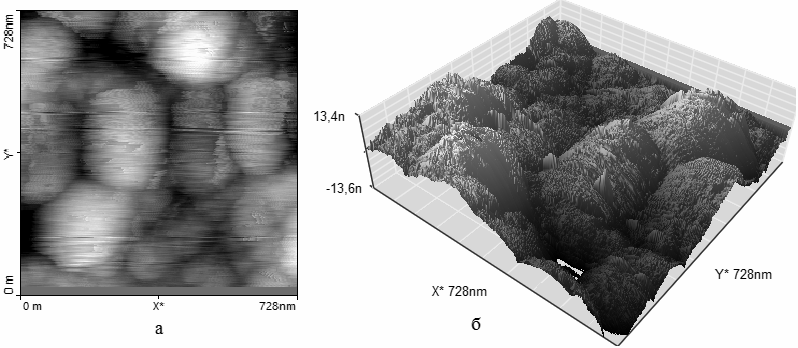 728nm
Y*
0 m
0 m
X*
728nm
а
13,4n
-13,6n
X* 728nm
Y* 728nm
б